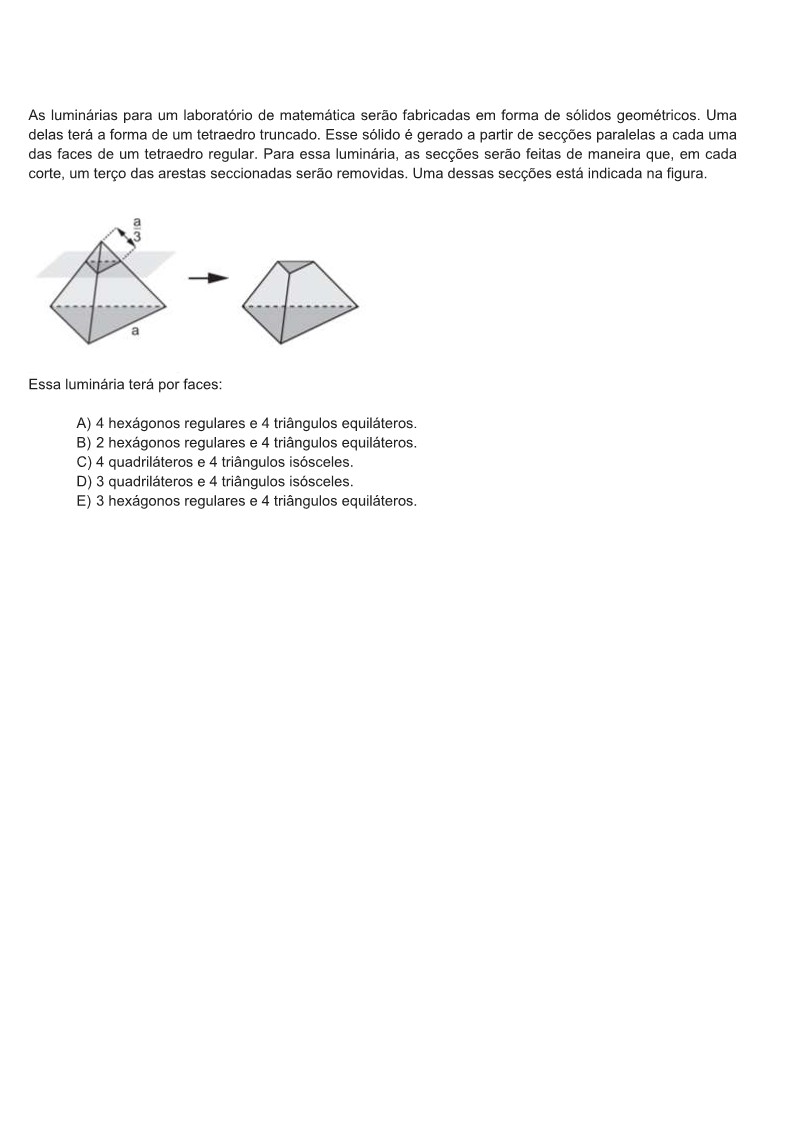 As luminárias para um laboratório de matemática serão fabricadas em forma de sólidos geométricos. Uma
delas terá a forma de um tetraedro truncado. Esse sólido é gerado a partir de secções paralelas a cada uma
das faces de um tetraedro regular. Para essa luminária, as secções serão feitas de maneira que, em cada
corte, um terço das arestas seccionadas serão removidas. Uma dessas secções está indicada na figura.
a
3
a
Essa luminária terá por faces:
A) 4 hexágonos regulares e 4 triângulos equiláteros.
B) 2 hexágonos regulares e 4 triângulos equiláteros.
C) 4 quadriláteros e 4 triângulos isósceles.
D) 3 quadriláteros e 4 triângulos isósceles.
E) 3 hexágonos regulares e 4 triângulos equiláteros.